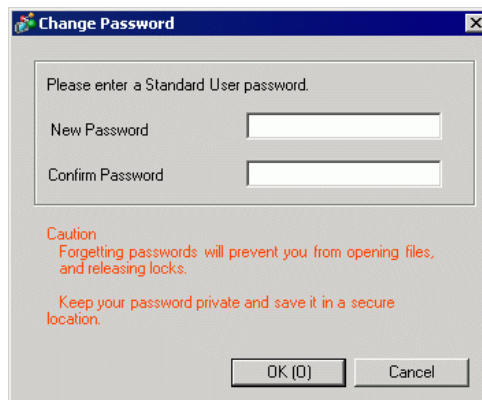 Change Password
Please enter a Standard User password.
New Password
Confirm Password
Caution
Forgetting passwords will prevent you from opening files,
and releasing locks.
Keep your password private and save it in a secure
location.
OK (O)
Cancel